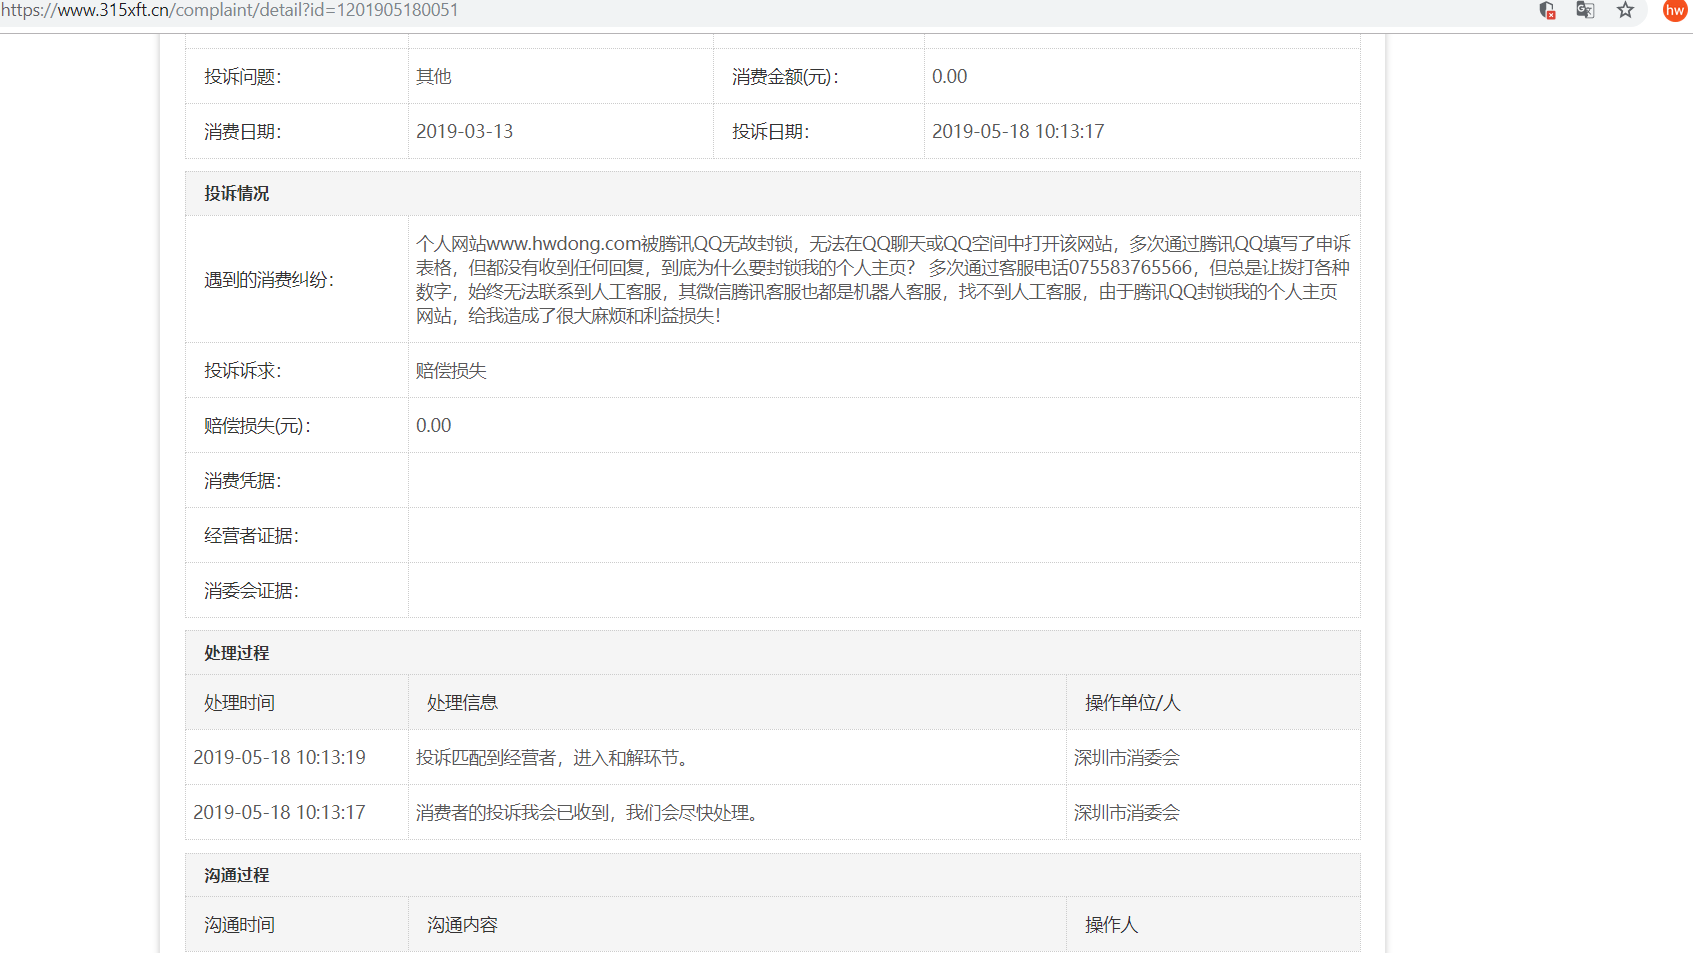 https://www.315xft.cn/complaint/detail?id=1201905180051
hw
投诉问题： 其他 消费金额(元)： 0.00
消费日期： 2019-03-13 投诉日期： 2019-05-18 10:13:17
投诉情况
遇到的消费纠纷：
个人网站www.hwdong.com被腾讯QQ无故封锁，无法在QQ聊天或QQ空间中打开该网站，多次通过腾讯QQ填写了申诉
表格，但都没有收到任何回复，到底为什么要封锁我的个人主页？ 多次通过客服电话075583765566，但总是让拨打各种
数字，始终无法联系到人工客服，其微信腾讯客服也都是机器人客服，找不到人工客服，由于腾讯QQ封锁我的个人主页
网站，给我造成了很大麻烦和利益损失！
投诉诉求： 赔偿损失
赔偿损失(元)： 0.00
消费凭据：
经营者证据：
消委会证据：
处理过程
处理时间 处理信息 操作单位/人
2019-05-18 10:13:19 投诉匹配到经营者，进入和解环节。 深圳市消委会
2019-05-18 10:13:17 消费者的投诉我会已收到，我们会尽快处理。 深圳市消委会
沟通过程
沟通时间 沟通内容 操作人